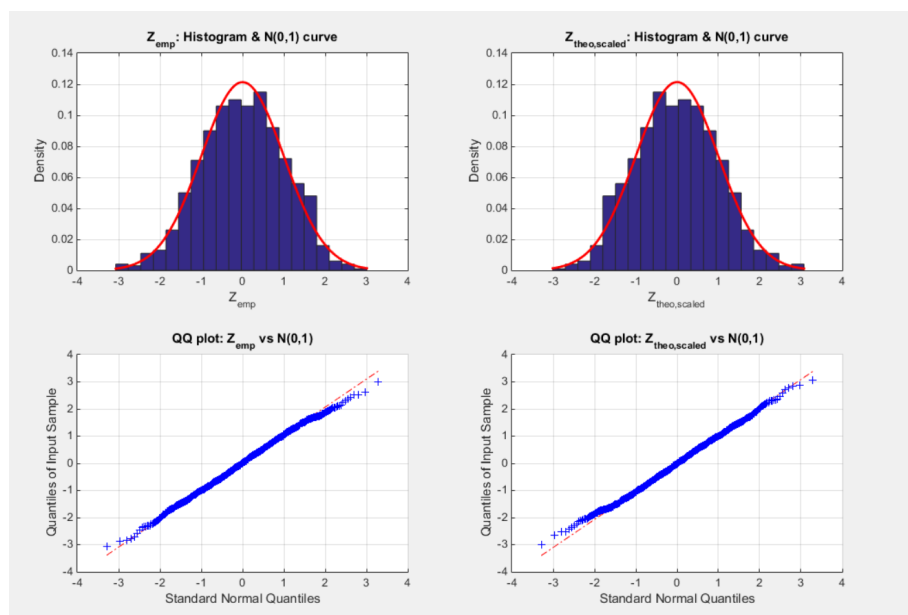 Z_emp: Histogram & N(0,1) curve
0.14
0.12
0.1
0.08
0.06
0.04
0.02
0
Density
-4 -3 -2 -1 0 1 2 3 4
Z_emp
Z_theo,scaled: Histogram & N(0,1) curve
0.14
0.12
0.1
0.08
0.06
0.04
0.02
0
Density
-4 -3 -2 -1 0 1 2 3 4
Z_theo,scaled
QQ plot: Z_emp vs N(0,1)
4
3
2
1
0
-1
-2
-3
-4
Quantiles of Input Sample
-4 -3 -2 -1 0 1 2 3 4
Standard Normal Quantiles
QQ plot: Z_theo,scaled vs N(0,1)
4
3
2
1
0
-1
-2
-3
-4
Quantiles of Input Sample
-4 -3 -2 -1 0 1 2 3 4
Standard Normal Quantiles